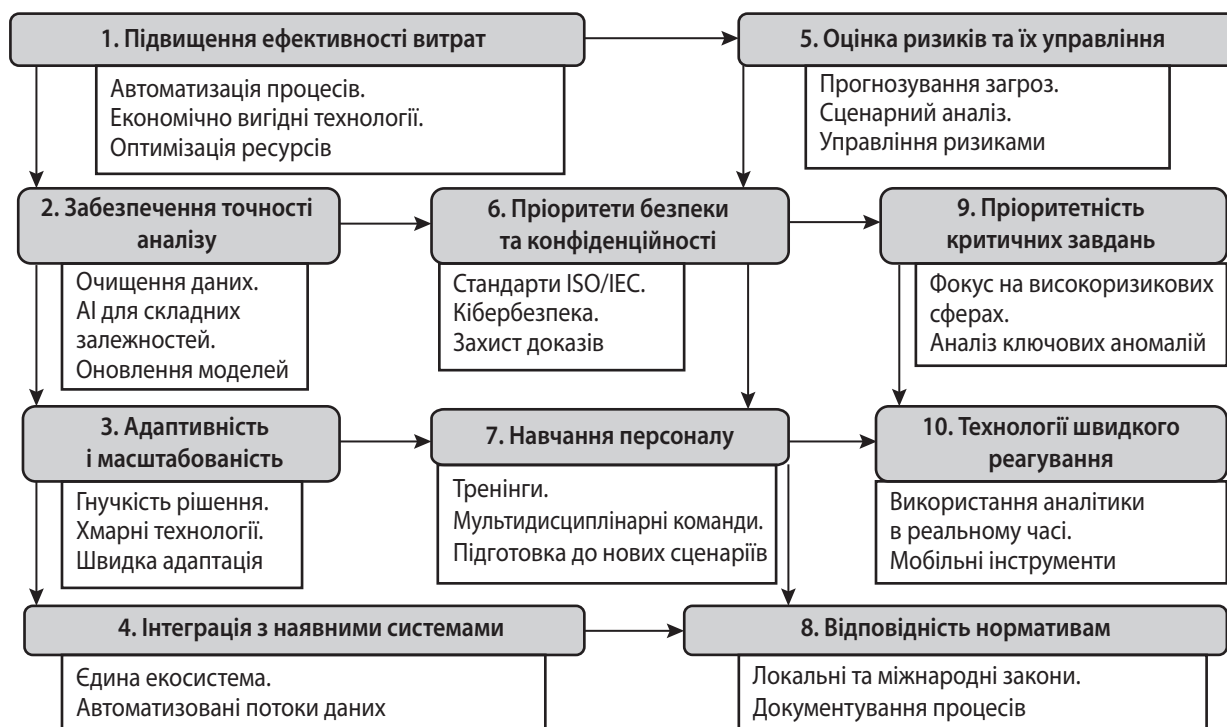 1. Підвищення ефективності витрат
Автоматизація процесів.
Економічно вигідні технології.
Оптимізація ресурсів
5. Оцінка ризиків та їх управління
Прогнозування загроз.
Сценарний аналіз.
Управління ризиками
2. Забезпечення точності
аналізу
Очищення даних.
АІ для складних
залежностей.
Оновлення моделей
6. Пріоритети безпеки
та конфіденційності
Стандарти ISO/IEC.
Кібербезпека.
Захист доказів
9. Пріоритетність
критичних завдань
Фокус на високоризикових
сферах.
Аналіз ключових аномалій
3. Адаптивність
і масштабованість
Гнучкість рішення.
Хмарні технології.
Швидка адаптація
7. Навчання персоналу
Тренінги.
Мультидисциплінарні команди.
Підготовка до нових сценаріїв
10. Технології швидкого
реагування
Використання аналітики
в реальному часі.
Мобільні інструменти
4. Інтеграція з наявними системами
Єдина екосистема.
Автоматизовані потоки даних
8. Відповідність нормативам
Локальні та міжнародні закони.
Документування процесів